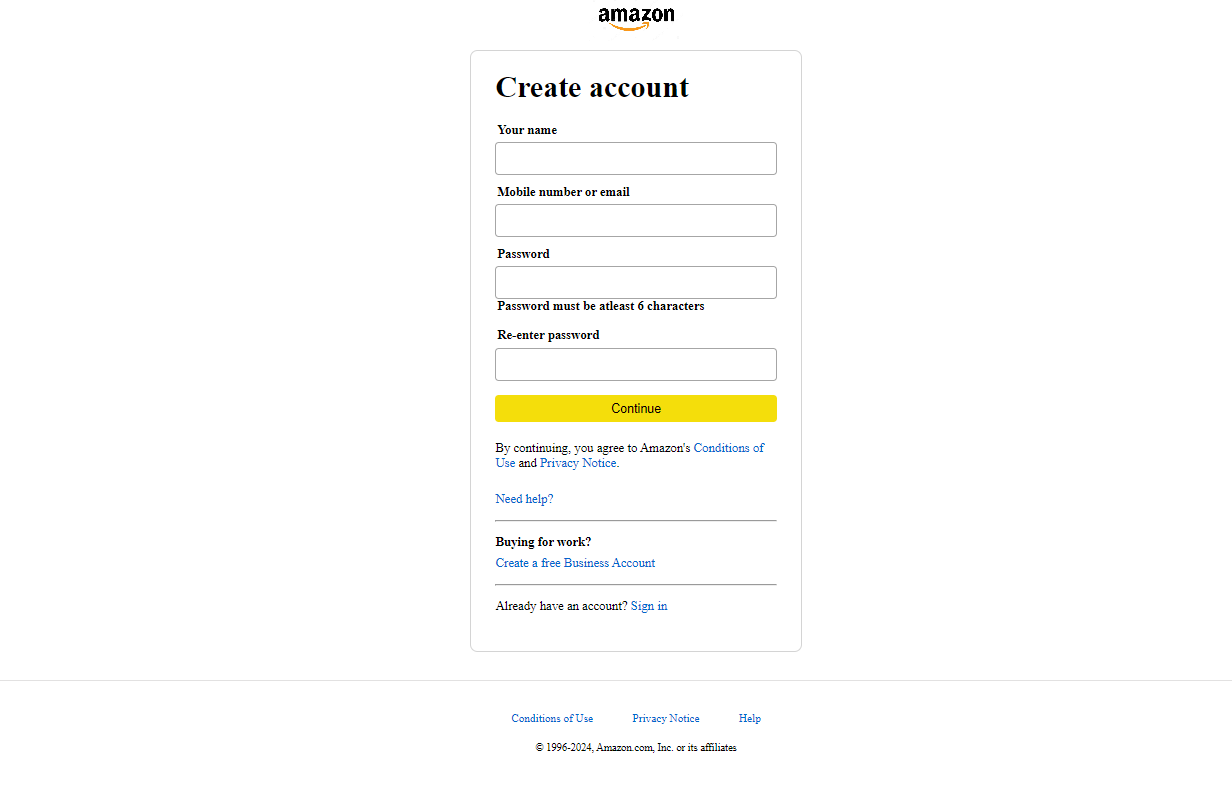 amazon
Create account
Your name
Mobile number or email
Password
Password must be atleast 6 characters
Re-enter password
Continue
By continuing, you agree to Amazon's Conditions of
Use and Privacy Notice.
Need help?
Buying for work?
Create a free Business Account
Already have an account? Sign in
Conditions of Use Privacy Notice Help
© 1996-2024, Amazon.com, Inc. or its affiliates